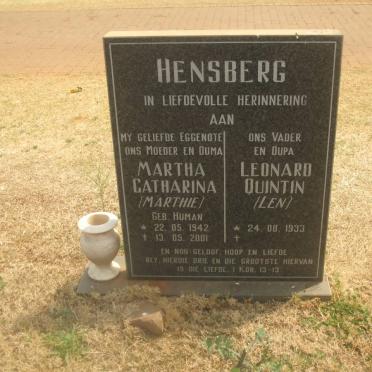 HENSBERG
IN LIEFDEVOLLE HERINNERING
AAN
MY GELIEFDE EGGENOTE
ONS MOEDER EN OUMA
MARTHA
CATHARINA
(MARTHIE)
GEB. HUMAN
* 22. 05. 1942
† 13. 05. 2001
ONS VADER
EN OUPA
LEONARD
QUINTIN
(LEN)
* 24. 08. 1933
†
EN NOU GELOOF, HOOP EN LIEFDE
BLY, HIERDIE DRIE EN DIE GROOTSTE HIERVAN
IS DIE LIEFDE. 1 KOR. 13-13